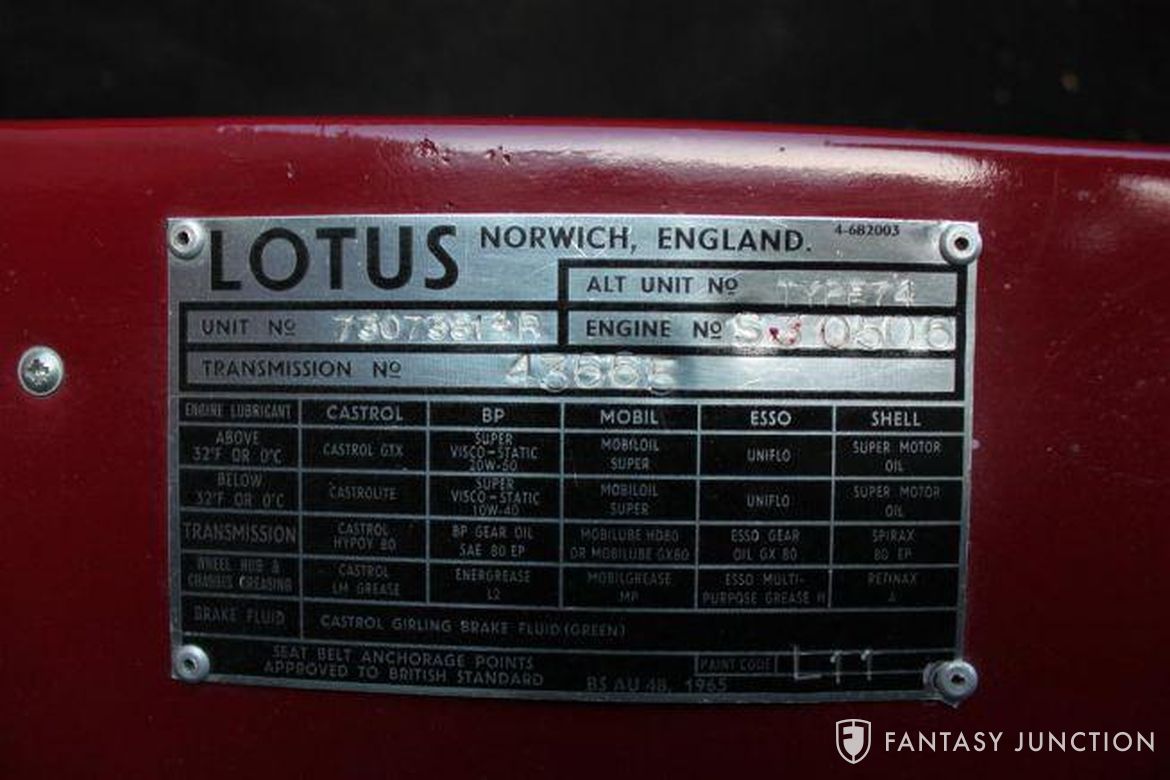 LOTUS NORWICH, ENGLAND. 4-682003
ALT UNIT Nº TYPE74
UNIT Nº ENGINE Nº S30506
TRANSMISSION Nº
ENGINE LUBRICANT CASTROL BP MOBIL ESSO SHELL
ABOVE 32°F OR 0°C CASTROL GTX SUPER VISCO-STATIC 20W-50 MOBILOIL SUPER UNIFLO SUPER MOTOR OIL
BELOW 32°F OR 0°C CASTROLITE SUPER VISCO-STATIC 10W-40 MOBILOIL SUPER UNIFLO SUPER MOTOR OIL
TRANSMISSION CASTROL HYPOY 80 BP GEAR OIL SAE 80 EP MOBILUBE HD80 OR MOBILUBE GX80 ESSO GEAR OIL GX 80 SPIRAX 80 EP
WHEEL HUB & CHASSIS GREASING CASTROL LM GREASE ENERGREASE L2 MOBILGREASE MP ESSO MULTI-PURPOSE GREASE H RETINAX A
BRAKE FLUID CASTROL GIRLING BRAKE FLUID (GREEN)
SEAT BELT ANCHORAGE POINTS
APPROVED TO BRITISH STANDARD BS AU 48, 1965 PAINT CODE L11
FANTASY JUNCTION